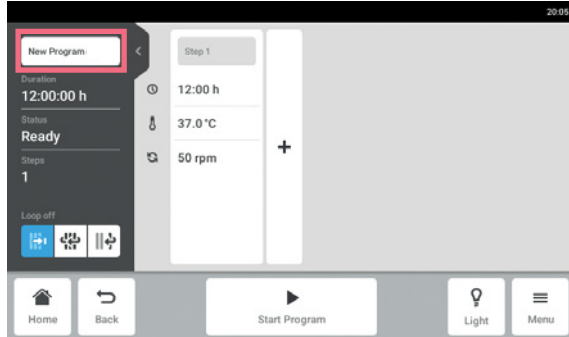 20:05
New Program
Duration
12:00:00 h
Status
Ready
Steps
1
Loop off
Step 1
12:00 h
37.0°C
50 rpm
+
Home
Back
Start Program
Light
Menu